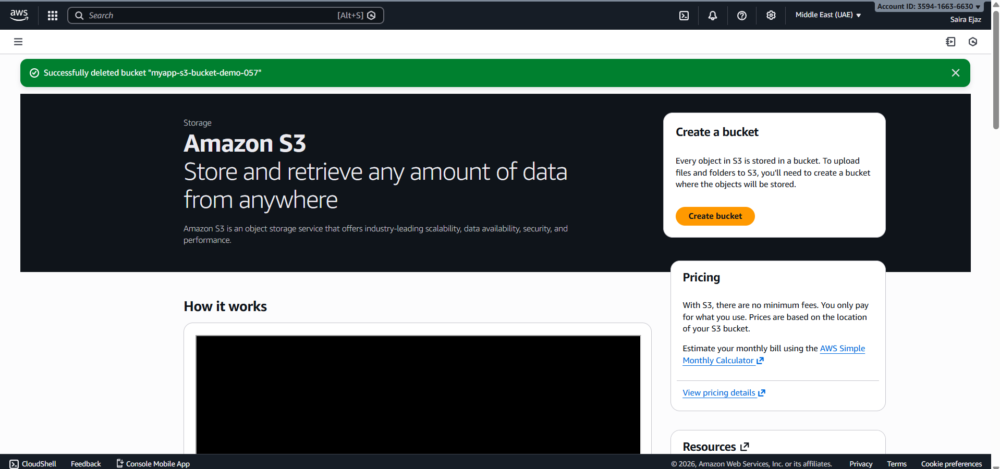 aws
Search
[Alt+S]
Middle East (UAE)
Account ID: 3594-1663-6630
Saira Ejaz
Successfully deleted bucket "myapp-s3-bucket-demo-057"
Storage
Amazon S3
Store and retrieve any amount of data
from anywhere
Amazon S3 is an object storage service that offers industry-leading scalability, data availability, security, and
performance.
Create a bucket
Every object in S3 is stored in a bucket. To upload
files and folders to S3, you'll need to create a bucket
where the objects will be stored.
Create bucket
Pricing
With S3, there are no minimum fees. You only pay
for what you use. Prices are based on the location
of your S3 bucket.
Estimate your monthly bill using the AWS Simple
Monthly Calculator
View pricing details
How it works
Resources
CloudShell
Feedback
Console Mobile App
© 2026, Amazon Web Services, Inc. or its affiliates.
Privacy
Terms
Cookie preferences